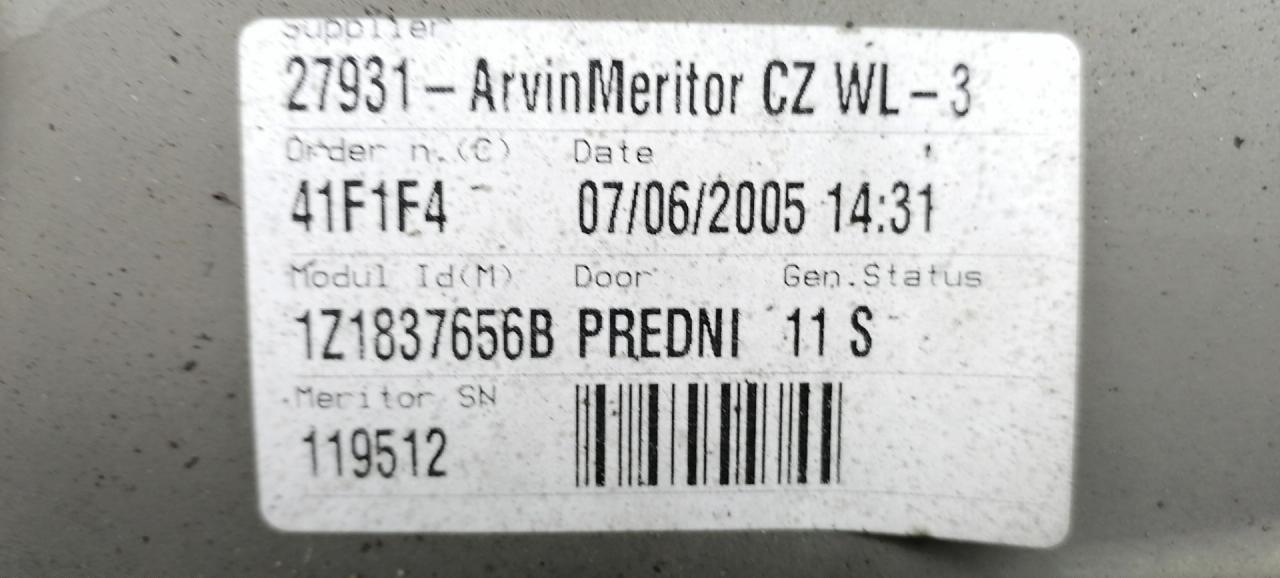 Supplier
27931 - ArvinMeritor CZ WL - 3
Order n.(C) Date
41F1F4 07/06/2005 14:31
Modul Id(M) Door Gen.Status
1Z1837656B PREDNI 11 S
Meritor SN
119512